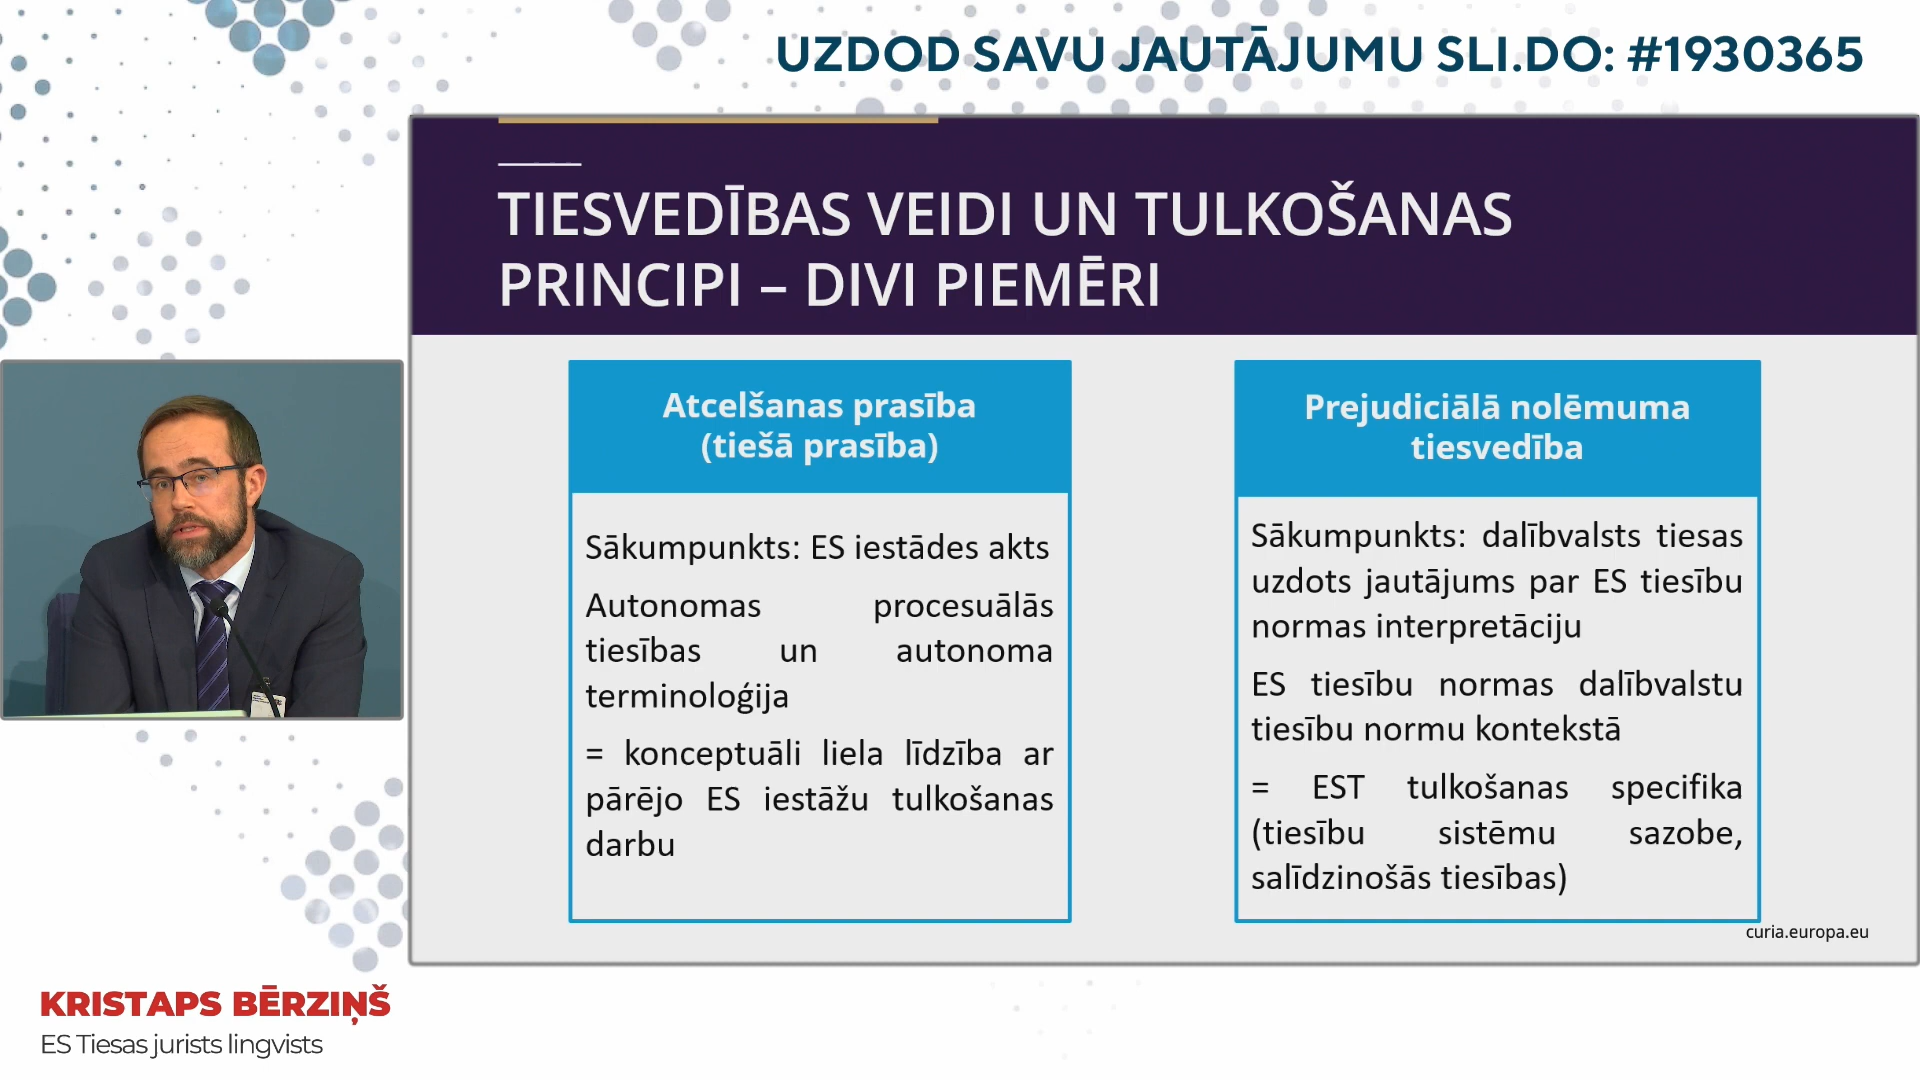 UZDOD SAVU JAUTĀJUMU SLI.DO: #1930365
TIESVEDĪBAS VEIDI UN TULKOŠANAS
PRINCIPI – DIVI PIEMĒRI
Atcelšanas prasība
(tiešā prasība)
Sākumpunkts: ES iestādes akts
Autonomas procesuālās
tiesības un autonoma
terminoloģija
= konceptuāli liela līdzība ar
pārējo ES iestāžu tulkošanas
darbu
Prejudiciālā nolēmuma
tiesvedība
Sākumpunkts: dalībvalsts tiesas
uzdots jautājums par ES tiesību
normas interpretāciju
ES tiesību normas dalībvalstu
tiesību normu kontekstā
= EST tulkošanas specifika
(tiesību sistēmu sazobe,
salīdzinošās tiesības)
curia.europa.eu
KRISTAPS BĒRZIŅŠ
ES Tiesas jurists lingvists